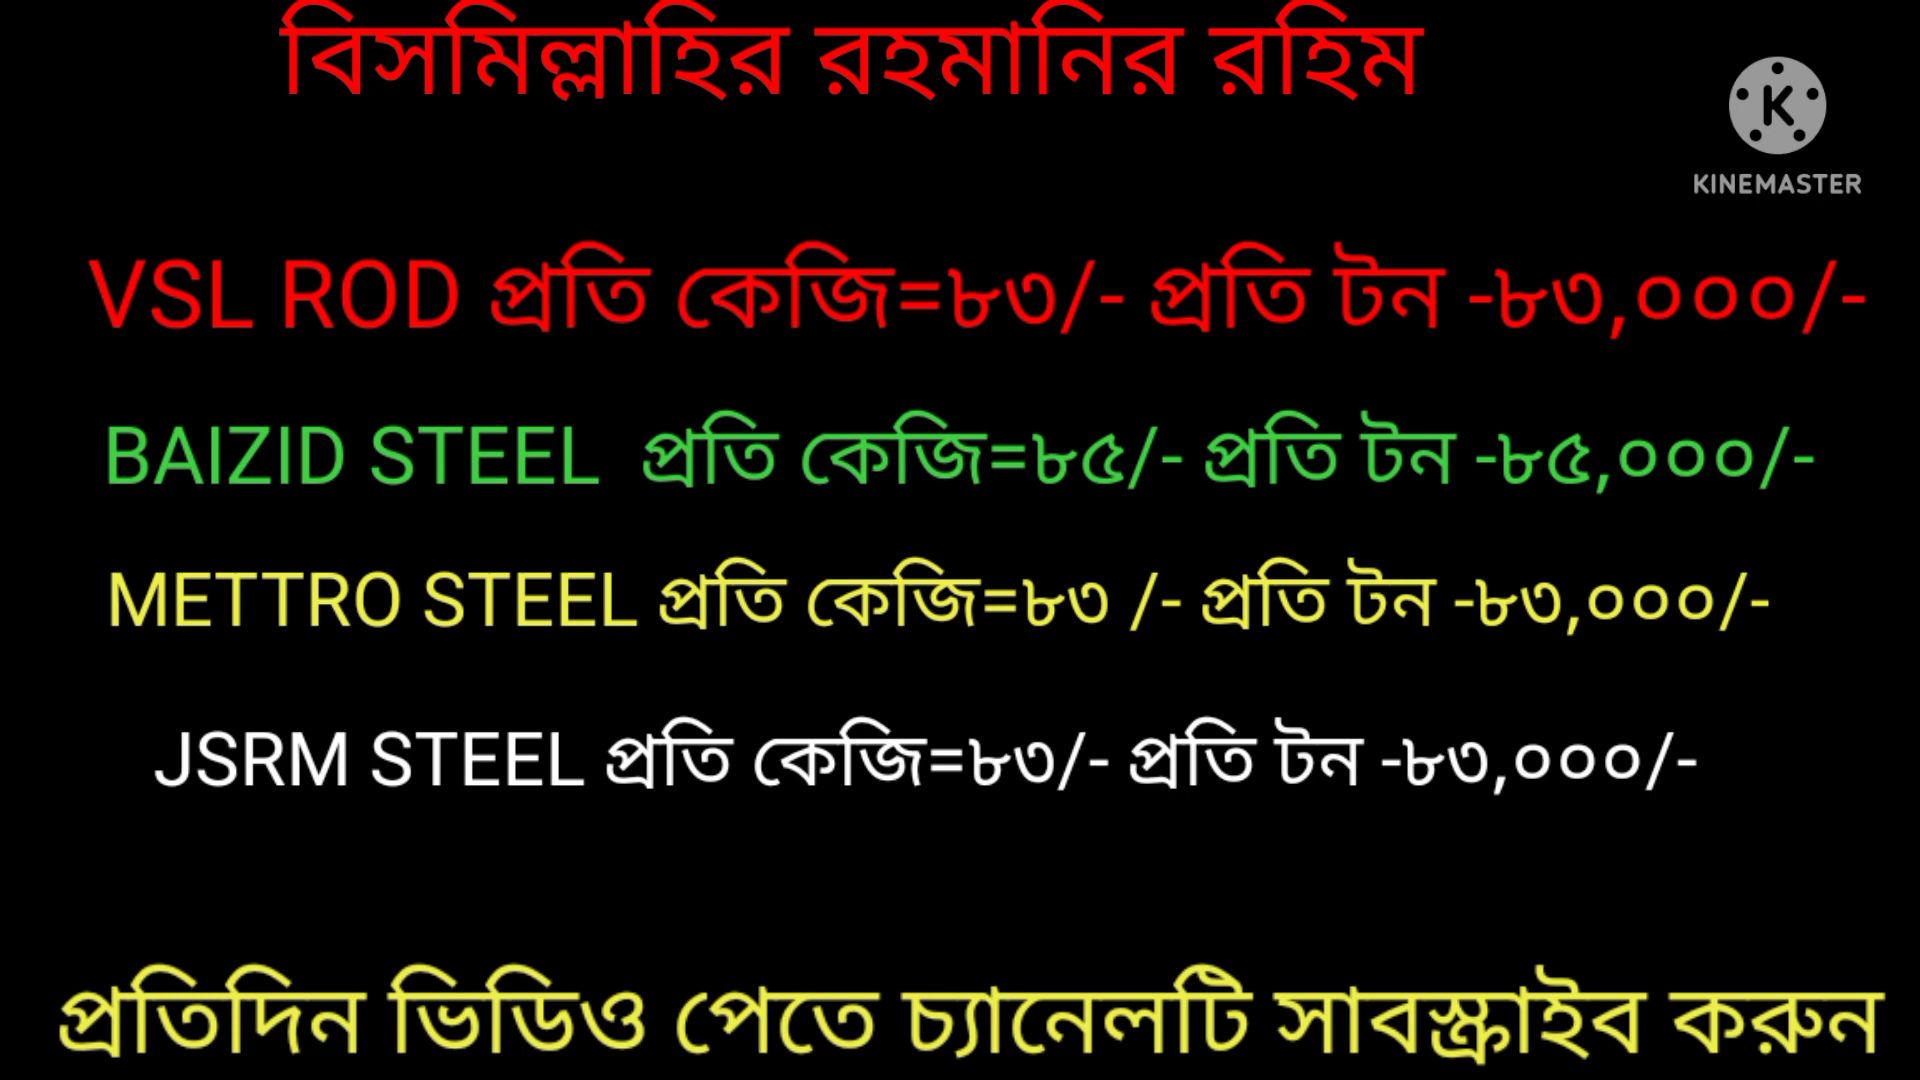 বিসমিল্লাহির রহমানির রহিম
KINEMASTER
VSL ROD প্রতি কেজি=৮৩/- প্রতি টন -৮৩,০০০/-
BAIZID STEEL প্রতি কেজি=৮৫/- প্রতি টন -৮৫,০০০/-
METTRO STEEL প্রতি কেজি=৮৩ /- প্রতি টন -৮৩,০০০/-
JSRM STEEL প্রতি কেজি=৮৩/- প্রতি টন -৮৩,০০০/-
প্রতিদিন ভিডিও পেতে চ্যানেলটি সাবস্ক্রাইব করুন